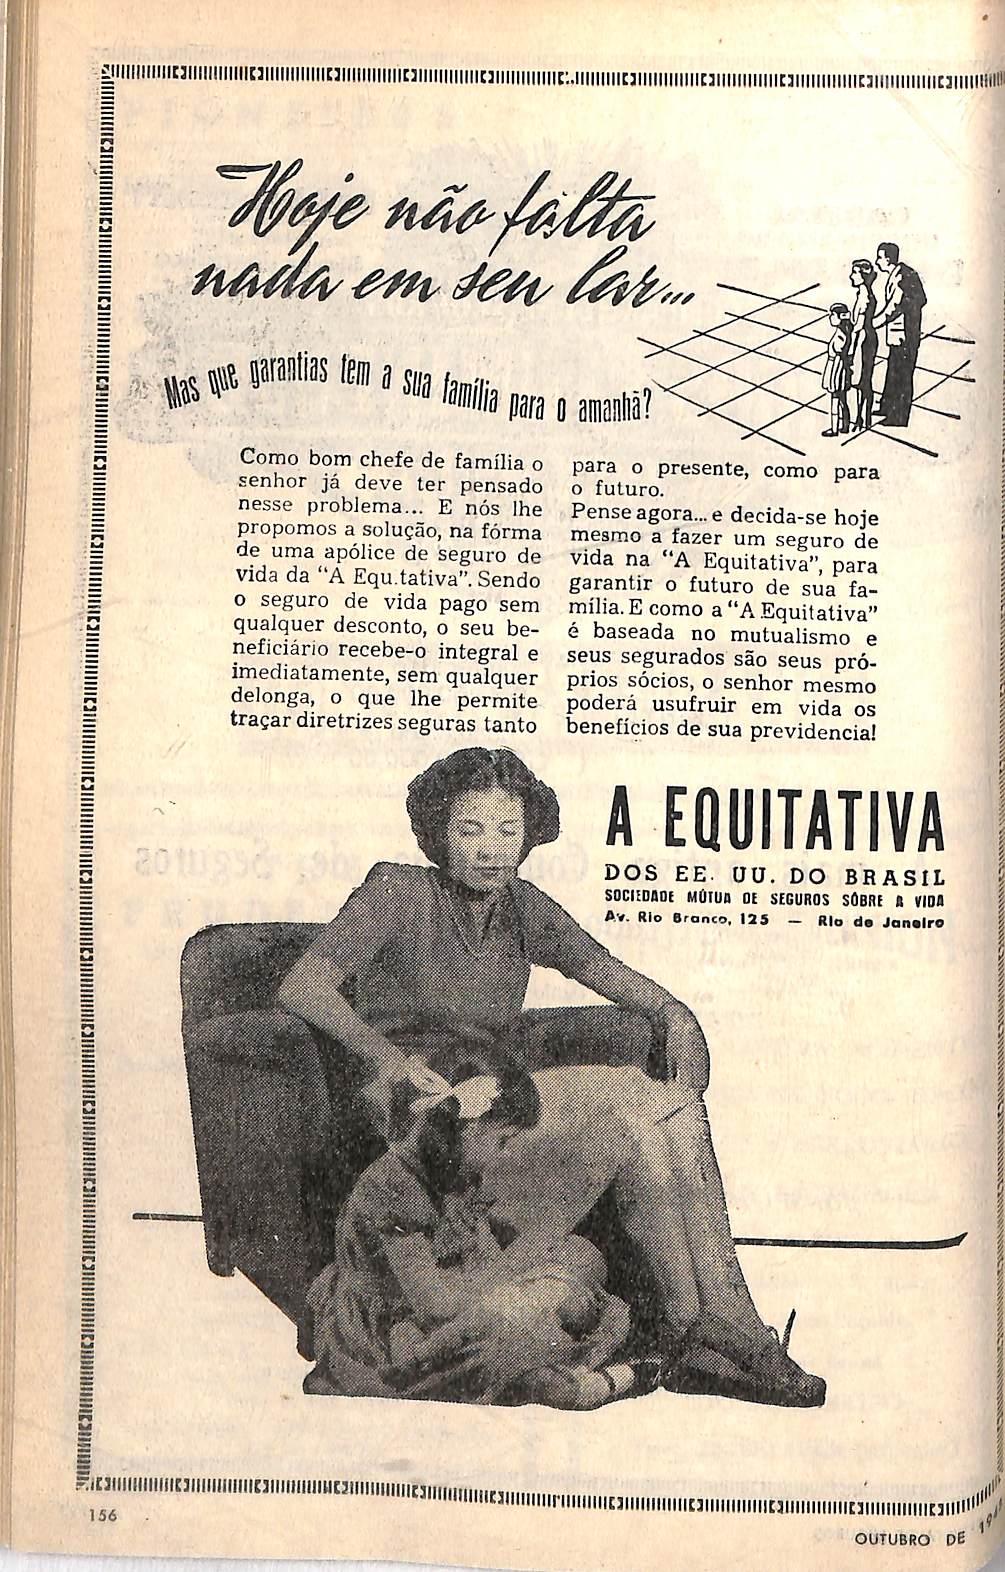 Hoje não falta
nada em seu lar...
Mas que garantias tem a sua família para o amanhã?
Como bom chefe de família o
senhor já deve ter pensado
nesse problema... E nós lhe
propomos a solução, na fórma
de uma apólice de seguro de
vida da "A Equ.tativa". Sendo
o seguro de vida pago sem
qualquer desconto, o seu be-
neficiário recebe-o integral e
imediatamente, sem qualquer
delonga, o que lhe permite
traçar diretrizes seguras tanto
para o presente, como para
o futuro.
Pense agora... e decida-se hoje
mesmo a fazer um seguro de
vida na "A Equitativa", para
garantir o futuro de sua fa-
mília. E como a "A Equitativa"
é baseada no mutualismo e
seus segurados são seus pró-
prios sócios, o senhor mesmo
poderá usufruir em vida os
benefícios de sua previdencia!
A EQUITATIVA
DOS EE. UU. DO BRASIL
SOCIEDADE MÚTUA DE SEGUROS SÔBRE A VIDA
Av. Rio Branco, 125 — Rio de Janeiro
156
OUTUBRO DE